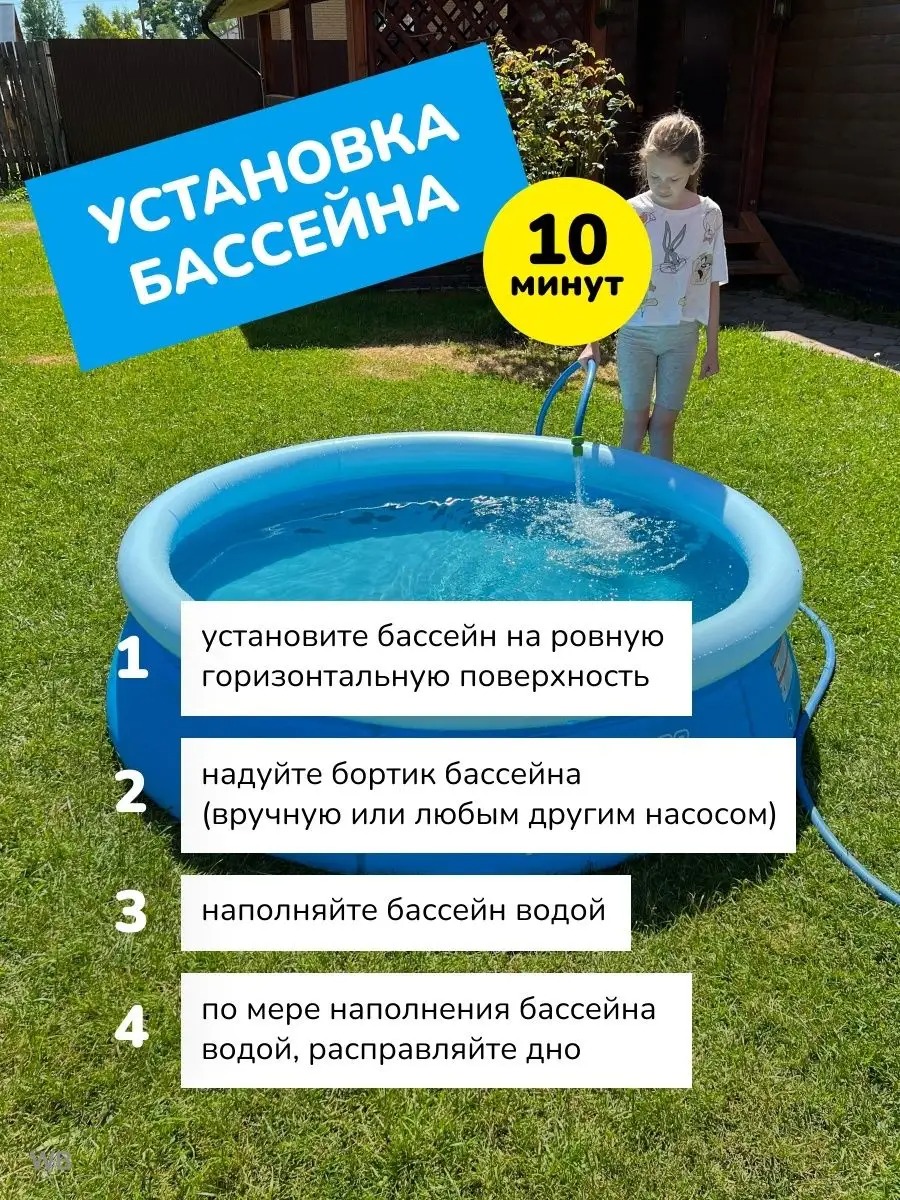 УСТАНОВКА
БАССЕЙНА
10
минут
1
установите бассейн на ровную
горизонтальную поверхность
2
надуйте бортик бассейна
(вручную или любым другим насосом)
3
наполняйте бассейн водой
4
по мере наполнения бассейна
водой, расправляйте дно
WB